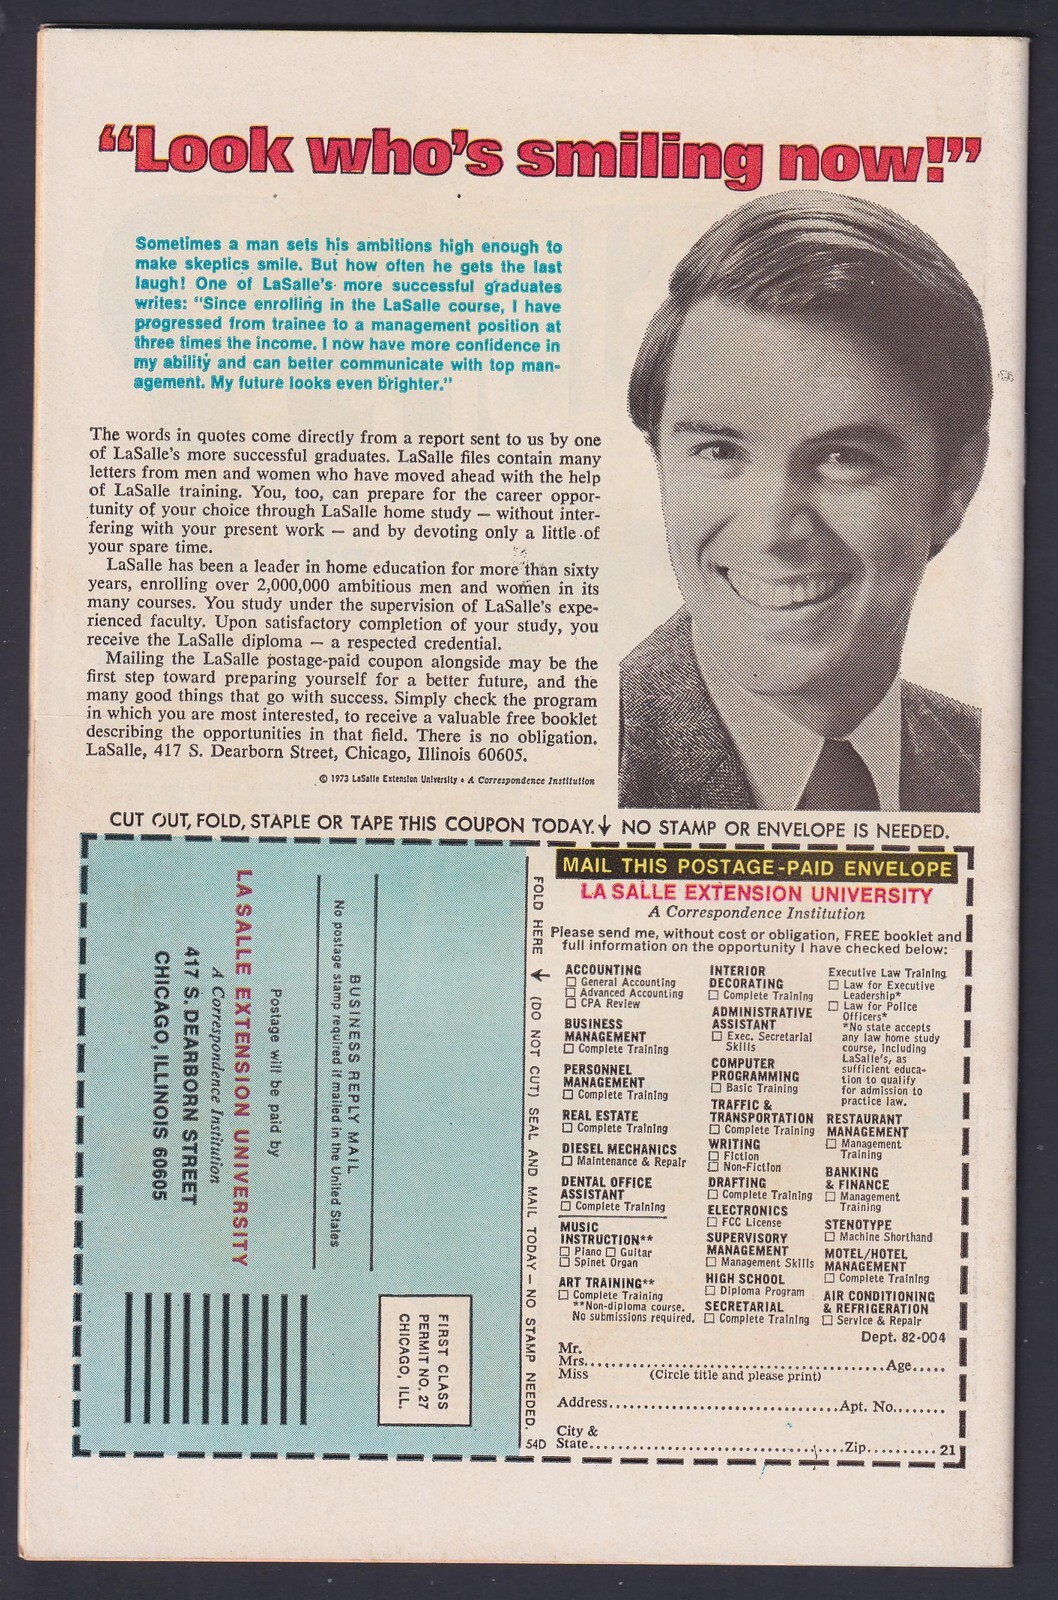 “Look who’s smiling now!”
Sometimes a man sets his ambitions high enough to
make skeptics smile. But how often he gets the last
laugh! One of LaSalle's more successful graduates
writes: "Since enrolling in the LaSalle course, I have
progressed from trainee to a management position at
three times the income. I now have more confidence in
my ability and can better communicate with top man-
agement. My future looks even brighter."
The words in quotes come directly from a report sent to us by one
of LaSalle's more successful graduates. LaSalle files contain many
letters from men and women who have moved ahead with the help
of LaSalle training. You, too, can prepare for the career oppor-
tunity of your choice through LaSalle home study — without inter-
fering with your present work — and by devoting only a little of
your spare time.
LaSalle has been a leader in home education for more than sixty
years, enrolling over 2,000,000 ambitious men and women in its
many courses. You study under the supervision of LaSalle's expe-
rienced faculty. Upon satisfactory completion of your study, you
receive the LaSalle diploma — a respected credential.
Mailing the LaSalle postage-paid coupon alongside may be the
first step toward preparing yourself for a better future, and the
many good things that go with success. Simply check the program
in which you are most interested, to receive a valuable free booklet
describing the opportunities in that field. There is no obligation.
LaSalle, 417 S. Dearborn Street, Chicago, Illinois 60605.
© 1973 LaSalle Extension University • A Correspondence Institution
CUT OUT, FOLD, STAPLE OR TAPE THIS COUPON TODAY.↓ NO STAMP OR ENVELOPE IS NEEDED.
FIRST CLASS
PERMIT NO. 27
CHICAGO, ILL.
BUSINESS REPLY MAIL
No postage stamp required if mailed in the United States
Postage will be paid by
LA SALLE EXTENSION UNIVERSITY
A Correspondence Institution
417 S. DEARBORN STREET
CHICAGO, ILLINOIS 60605
FOLD HERE ↓ (DO NOT CUT) SEAL AND MAIL TODAY — NO STAMP NEEDED.
54D
MAIL THIS POSTAGE-PAID ENVELOPE
LA SALLE EXTENSION UNIVERSITY
A Correspondence Institution
Please send me, without cost or obligation, FREE booklet and
full information on the opportunity I have checked below:
ACCOUNTING
☐ General Accounting
☐ Advanced Accounting
☐ CPA Review
BUSINESS
MANAGEMENT
☐ Complete Training
PERSONNEL
MANAGEMENT
☐ Complete Training
REAL ESTATE
☐ Complete Training
DIESEL MECHANICS
☐ Maintenance & Repair
DENTAL OFFICE
ASSISTANT
☐ Complete Training
MUSIC
INSTRUCTION**
☐ Piano ☐ Guitar
☐ Spinet Organ
ART TRAINING**
☐ Complete Training
**Non-diploma course.
No submissions required.
INTERIOR
DECORATING
☐ Complete Training
ADMINISTRATIVE
ASSISTANT
☐ Exec. Secretarial
Skills
COMPUTER
PROGRAMMING
☐ Basic Training
TRAFFIC &
TRANSPORTATION
☐ Complete Training
WRITING
☐ Fiction
☐ Non-Fiction
DRAFTING
☐ Complete Training
ELECTRONICS
☐ FCC License
SUPERVISORY
MANAGEMENT
☐ Management Skills
HIGH SCHOOL
☐ Diploma Program
SECRETARIAL
☐ Complete Training
Executive Law Training
☐ Law for Executive
Leadership*
☐ Law for Police
Officers*
*No state accepts
any law home study
course, including
LaSalle's, as
sufficient educa-
tion to qualify
for admission to
practice law.
RESTAURANT
MANAGEMENT
☐ Management
Training
BANKING
& FINANCE
☐ Management
Training
STENOTYPE
☐ Machine Shorthand
MOTEL/HOTEL
MANAGEMENT
☐ Complete Training
AIR CONDITIONING
& REFRIGERATION
☐ Service & Repair
Dept. 82-004
Mr.
Mrs. Age
Miss (Circle title and please print)
Address Apt. No.
City &
State Zip 21